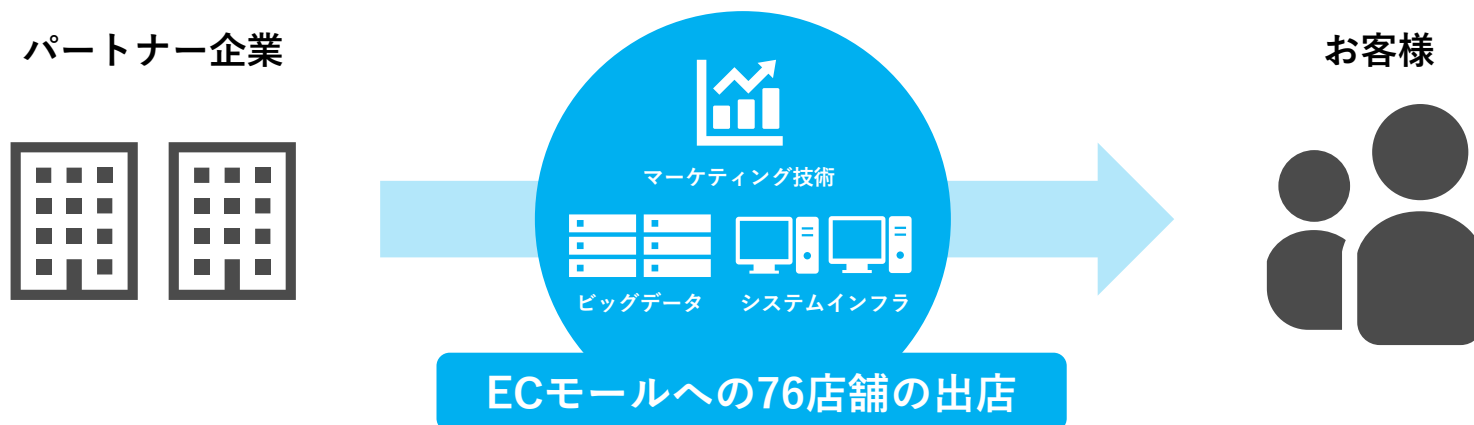 パートナー企業
お客様
マーケティング技術
ビッグデータ
システムインフラ
ECモールへの76店舗の出店